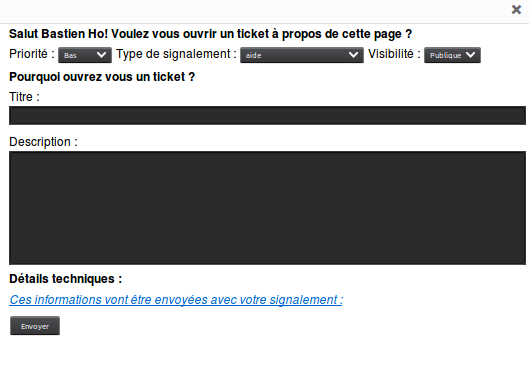 Salut Bastien Ho! Voulez vous ouvrir un ticket à propos de cette page ?
Priorité : Bas Type de signalement : aide Visibilité : Publique
Pourquoi ouvrez vous un ticket ?
Titre :
Description :
Détails techniques :
Ces informations vont être envoyées avec votre signalement :
Envoyer